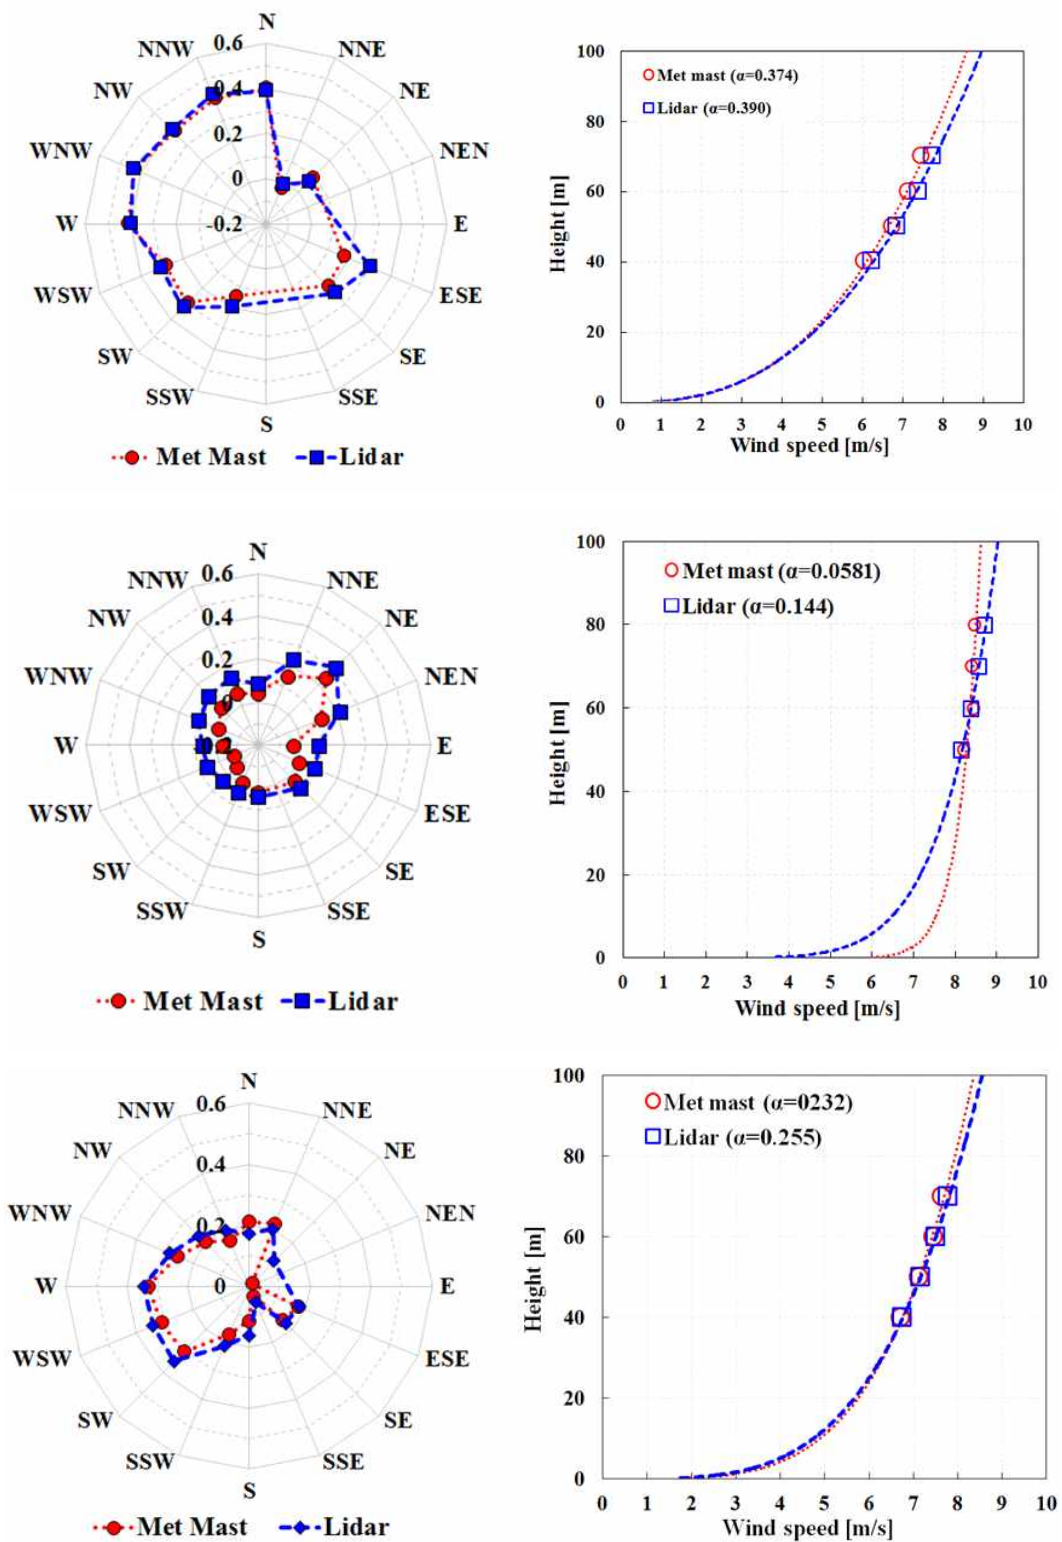 N
NNW
NNE
NW
NE
WNW
NEN
W
E
WSW
ESE
SW
SE
SSW
SSE
S
0.6
0.4
0.2
0
-0.2
Met Mast Lidar
Met mast (α=0.374)
Lidar (α=0.390)
Height [m]
100
80
60
40
20
0
0 1 2 3 4 5 6 7 8 9 10
Wind speed [m/s]
N
NNW
NNE
NW
NE
WNW
NEN
W
E
WSW
ESE
SW
SE
SSW
SSE
S
0.6
0.4
0.2
0
Met Mast Lidar
Met mast (α=0.0581)
Lidar (α=0.144)
Height [m]
100
80
60
40
20
0
0 1 2 3 4 5 6 7 8 9 10
Wind speed [m/s]
N
NNW
NNE
NW
NE
WNW
NEN
W
E
WSW
ESE
SW
SE
SSW
SSE
S
0.6
0.4
0.2
0
Met Mast Lidar
Met mast (α=0232)
Lidar (α=0.255)
Height [m]
100
80
60
40
20
0
0 1 2 3 4 5 6 7 8 9 10
Wind speed [m/s]